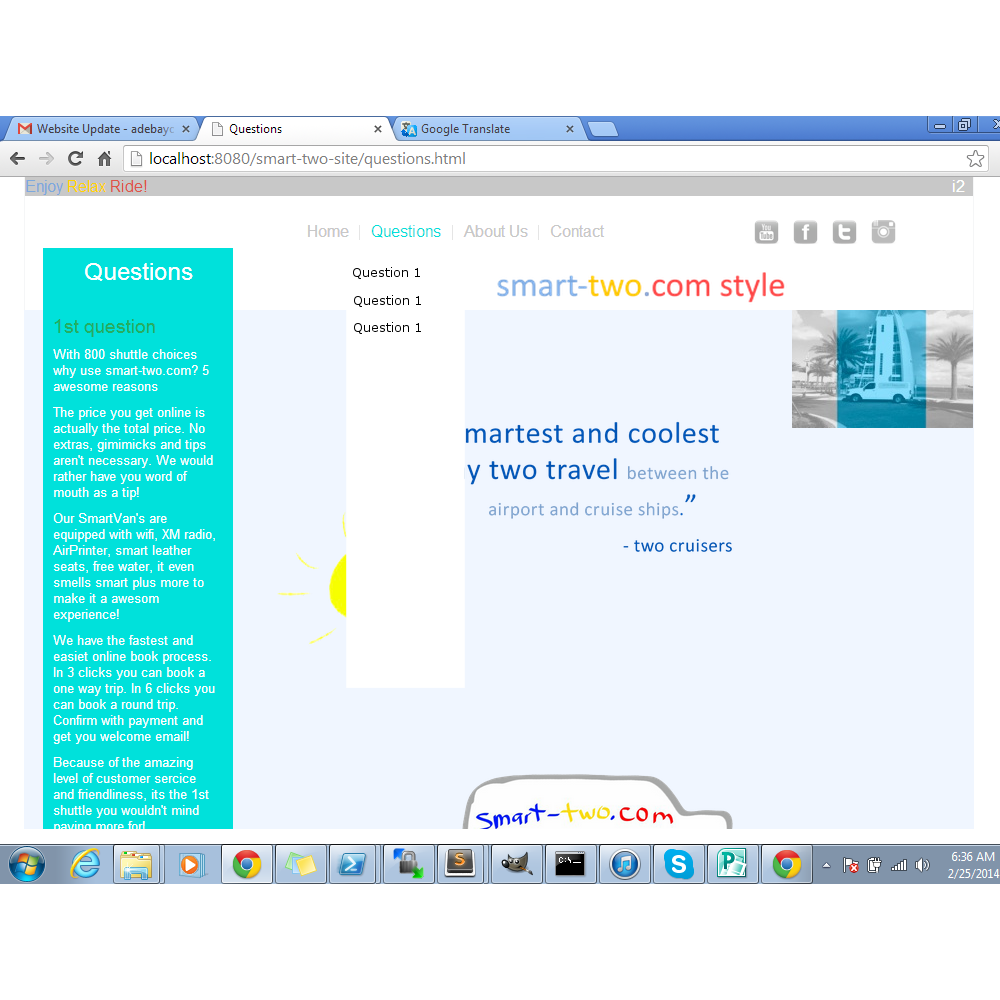 Website Update - adebayo
Questions
Google Translate
localhost:8080/smart-two-site/questions.html
Enjoy Relax Ride!
i2
Home
Questions
About Us
Contact
You
Tube
Questions
Question 1
Question 1
Question 1
smart-two.com style
1st question
With 800 shuttle choices
why use smart-two.com? 5
awesome reasons
The price you get online is
actually the total price. No
extras, gimimicks and tips
aren't necessary. We would
rather have you word of
mouth as a tip!
Our SmartVan's are
equipped with wifi, XM radio,
AirPrinter, smart leather
seats, free water, it even
smells smart plus more to
make it a awesom
experience!
We have the fastest and
easiet online book process.
In 3 clicks you can book a
one way trip. In 6 clicks you
can book a round trip.
Confirm with payment and
get you welcome email!
Because of the amazing
level of customer sercice
and friendliness, its the 1st
shuttle you wouldn't mind
paying more for!
martest and coolest
y two travel between the
airport and cruise ships.”
- two cruisers
smart-two.com
6:36 AM
2/25/2014